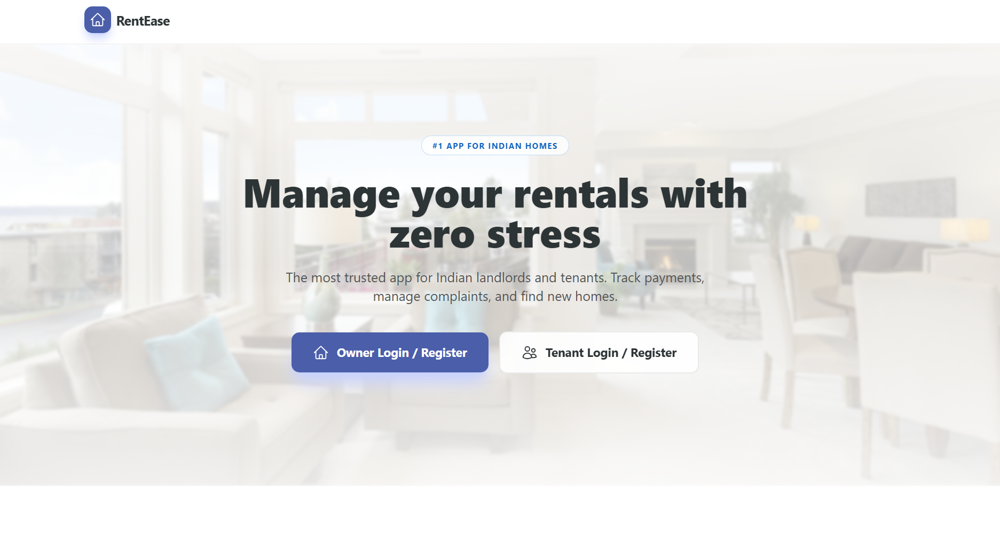 RentEase
#1 APP FOR INDIAN HOMES
Manage your rentals with
zero stress
The most trusted app for Indian landlords and tenants. Track payments,
manage complaints, and find new homes.
Owner Login / Register
Tenant Login / Register